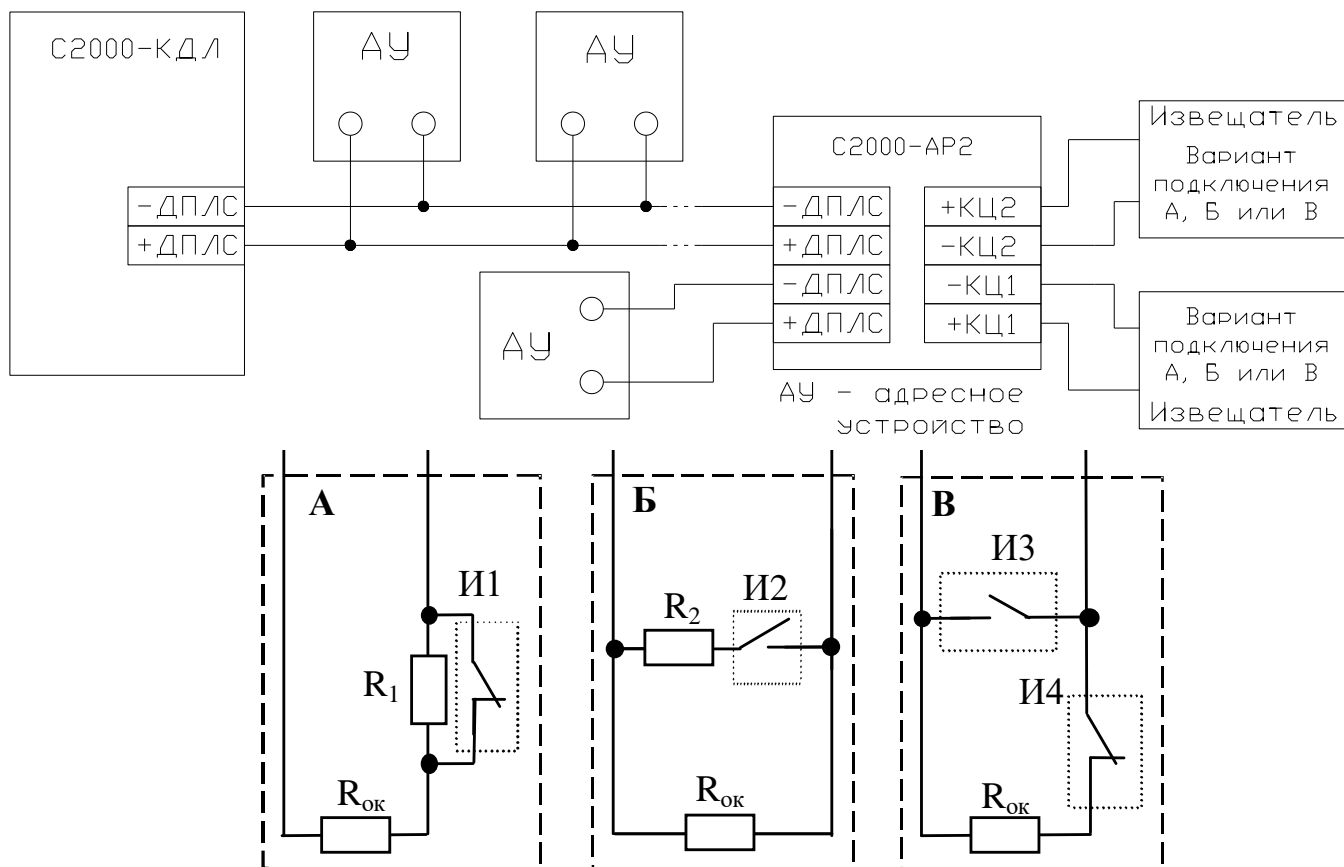 С2000-КДЛ
АУ
АУ
-ДПЛС
+ДПЛС
С2000-АР2
-ДПЛС
+ДПЛС
-ДПЛС
+ДПЛС
+КЦ2
-КЦ2
-КЦ1
+КЦ1
Извещатель
Вариант
подключения
А, Б или В
Вариант
подключения
А, Б или В
Извещатель
АУ
АУ - адресное
устройство
А
И1
R₁
Rок
Б
R₂
И2
Rок
В
И3
И4
Rок